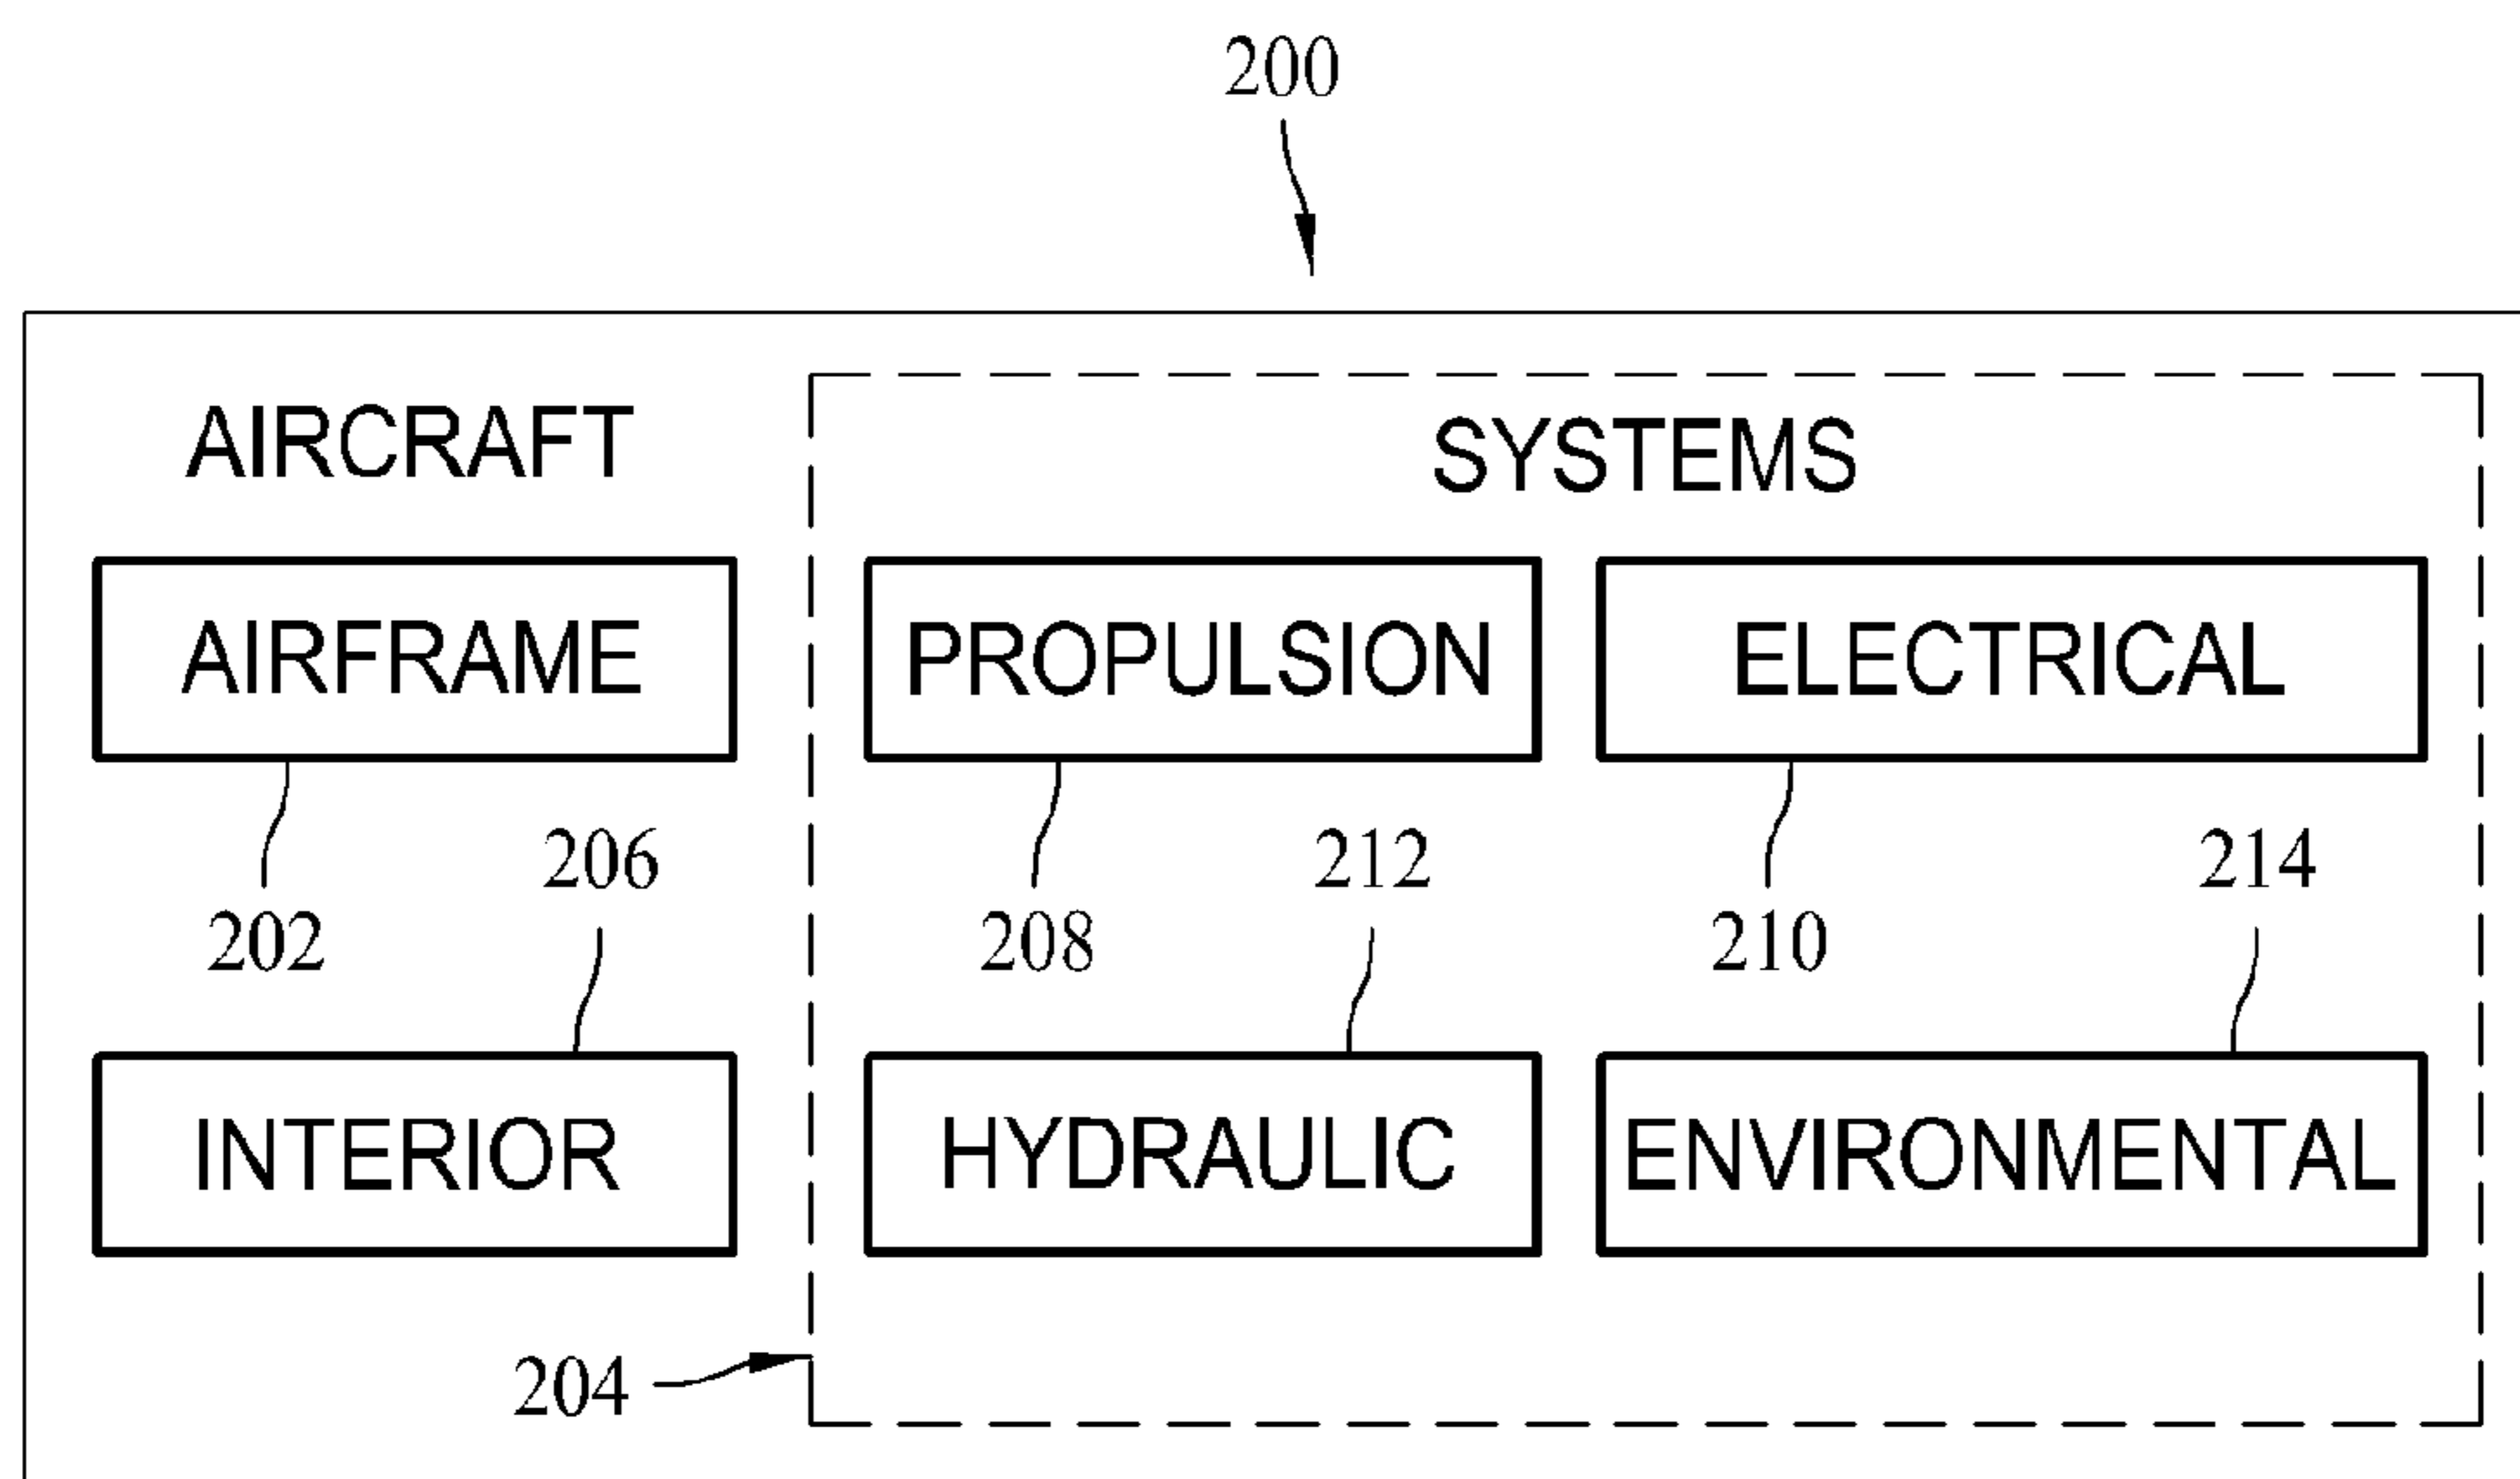 200
AIRCRAFT
SYSTEMS
AIRFRAME
PROPULSION
ELECTRICAL
206
212
214
202
208
210
INTERIOR
HYDRAULIC
ENVIRONMENTAL
204